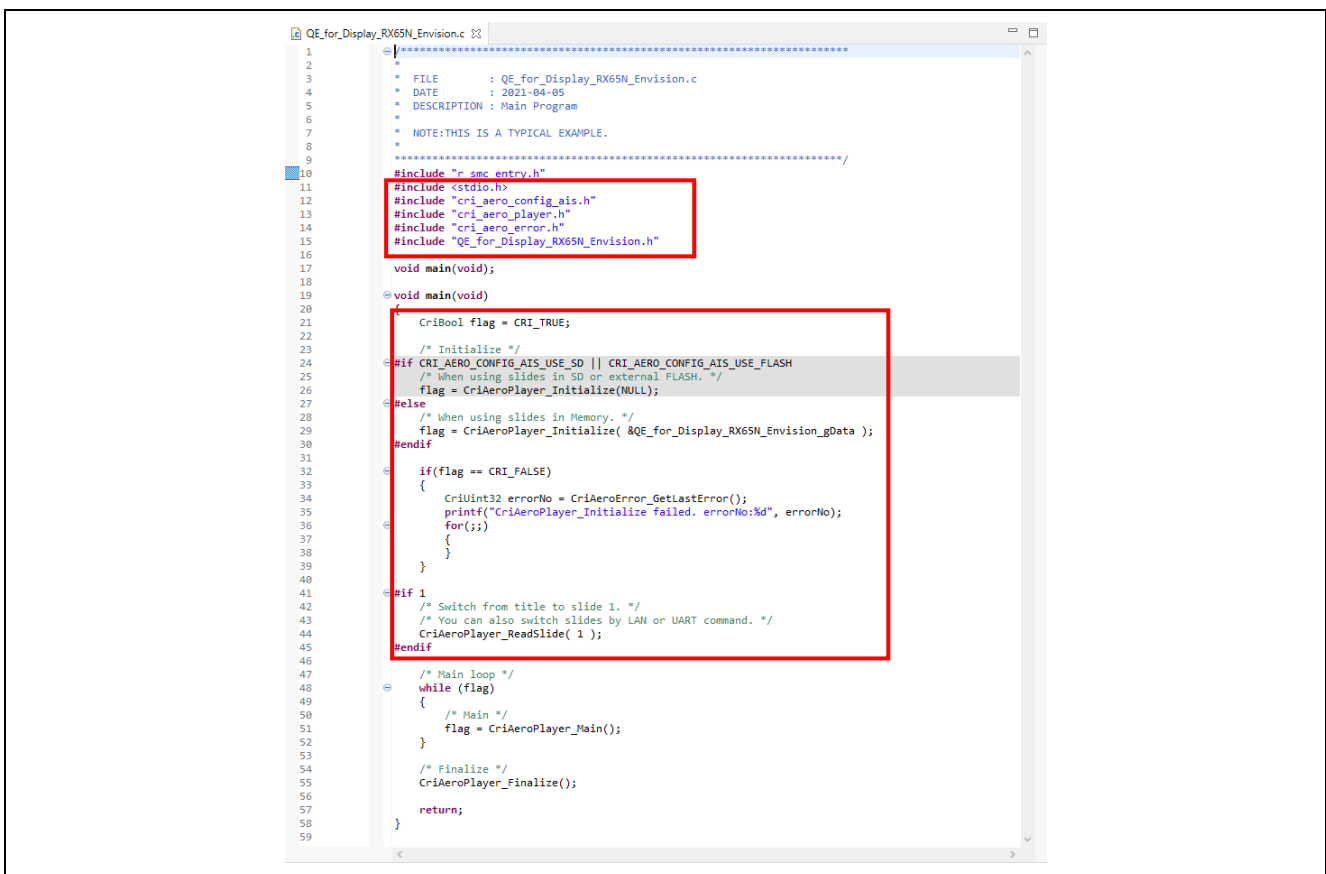 QE_for_Display_RX65N_Envision.c
1 /***********************************************************************
2 *
3 * FILE : QE_for_Display_RX65N_Envision.c
4 * DATE : 2021-04-05
5 * DESCRIPTION : Main Program
6 *
7 * NOTE:THIS IS A TYPICAL EXAMPLE.
8 *
9 ***********************************************************************/
10 #include "r_smc_entry.h"
11 #include <stdio.h>
12 #include "cri_aero_config_ais.h"
13 #include "cri_aero_player.h"
14 #include "cri_aero_error.h"
15 #include "QE_for_Display_RX65N_Envision.h"
16
17 void main(void);
18
19 void main(void)
20 {
21 CriBool flag = CRI_TRUE;
22
23 /* Initialize */
24 #if CRI_AERO_CONFIG_AIS_USE_SD || CRI_AERO_CONFIG_AIS_USE_FLASH
25 /* When using slides in SD or external FLASH. */
26 flag = CriAeroPlayer_Initialize(NULL);
27 #else
28 /* When using slides in Memory. */
29 flag = CriAeroPlayer_Initialize( &QE_for_Display_RX65N_Envision_gData );
30 #endif
31
32 if(flag == CRI_FALSE)
33 {
34 CriUint32 errorNo = CriAeroError_GetLastError();
35 printf("CriAeroPlayer_Initialize failed. errorNo:%d", errorNo);
36 for(;;)
37 {
38 }
39 }
40
41 #if 1
42 /* Switch from title to slide 1. */
43 /* You can also switch slides by LAN or UART command. */
44 CriAeroPlayer_ReadSlide( 1 );
45 #endif
46
47 /* Main loop */
48 while (flag)
49 {
50 /* Main */
51 flag = CriAeroPlayer_Main();
52 }
53
54 /* Finalize */
55 CriAeroPlayer_Finalize();
56
57 return;
58 }
59